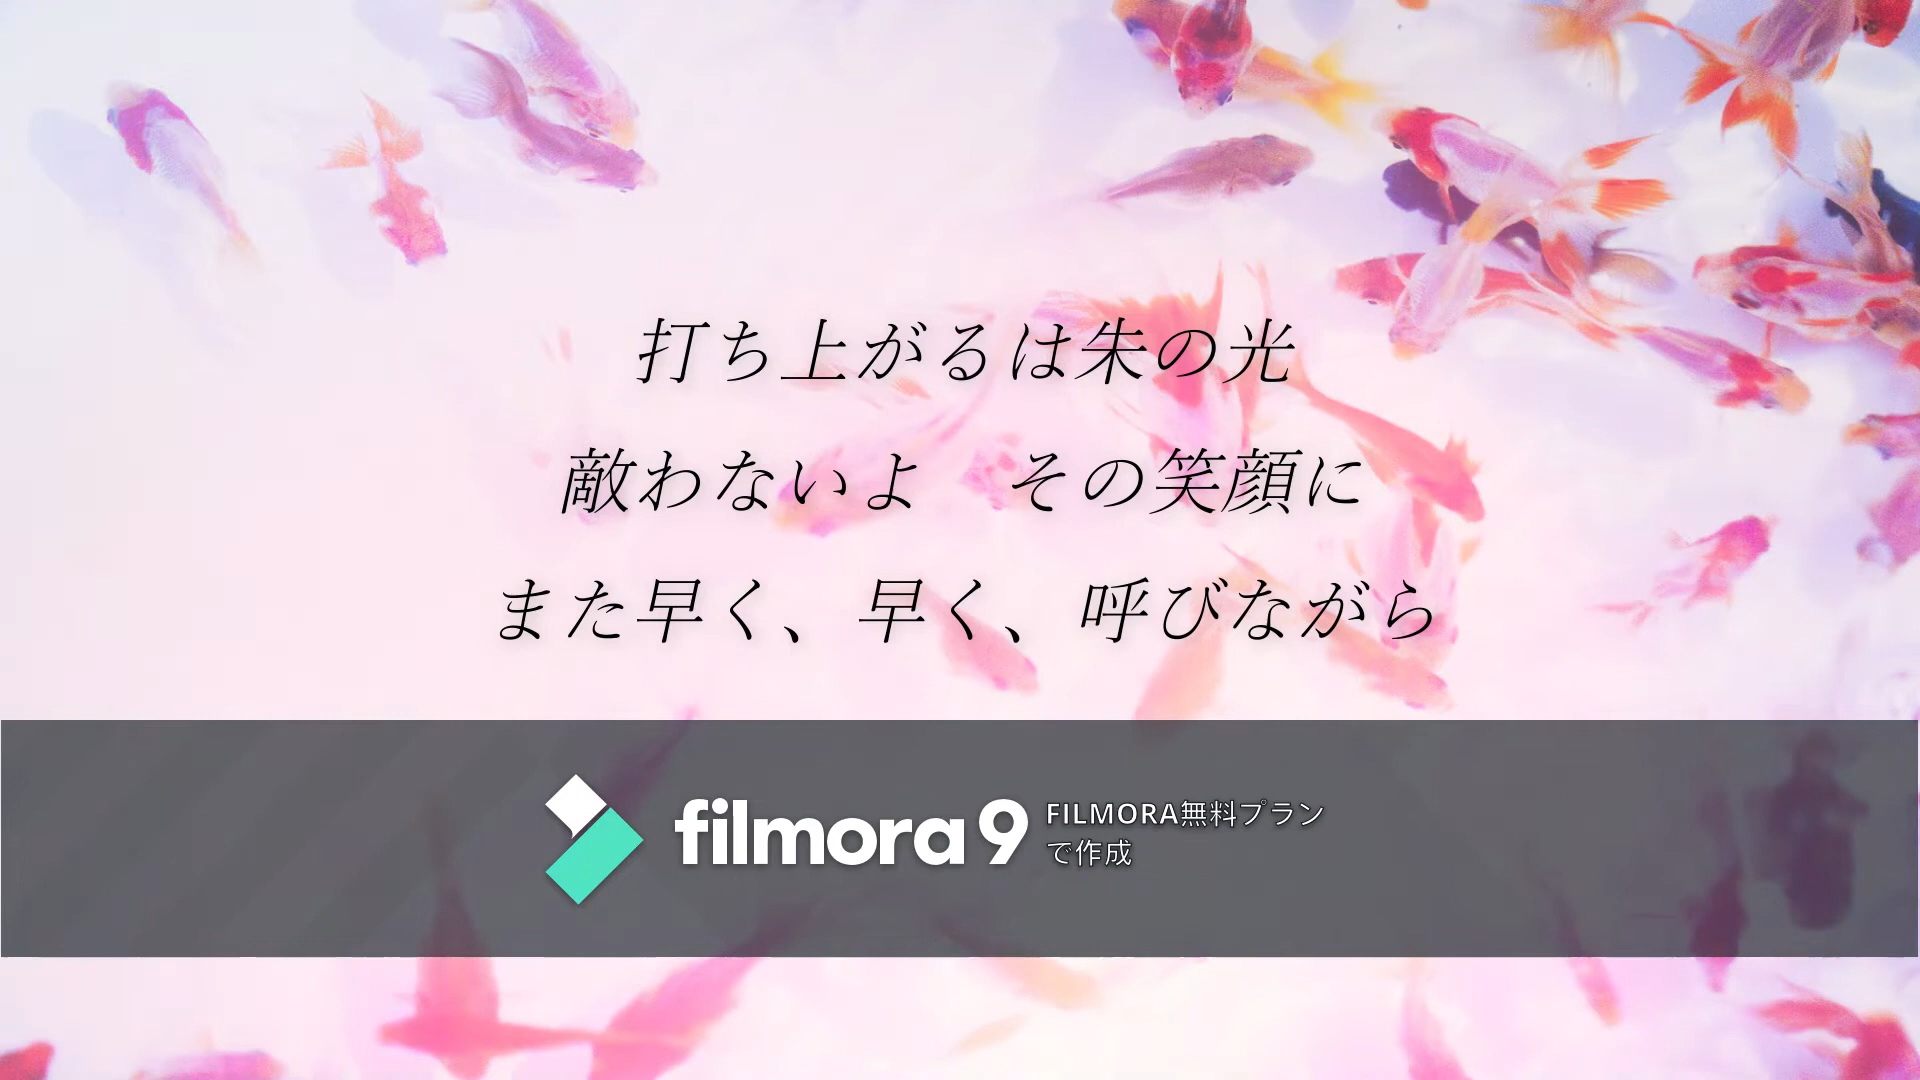 打ち上がるは朱の光
敵わないよ　その笑顔に
また早く、早く、呼びながら
filmora 9
FILMORA無料プラン
で作成